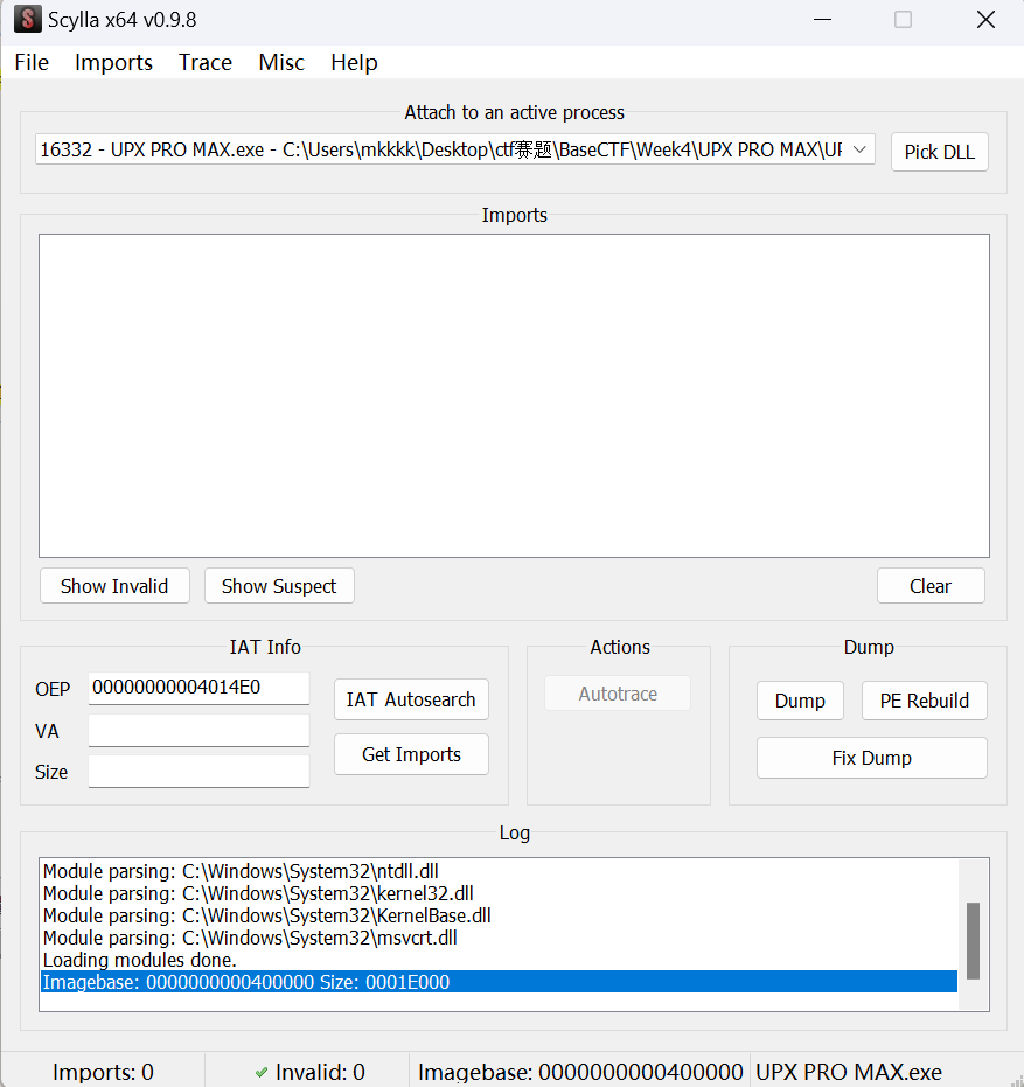 Scylla x64 v0.9.8
File Imports Trace Misc Help
Attach to an active process
16332 - UPX PRO MAX.exe - C:\Users\mkkkk\Desktop\ctf赛题\BaseCTF\Week4\UPX PRO MAX\UP
Pick DLL
Imports
Show Invalid
Show Suspect
Clear
IAT Info
OEP 00000000004014E0
VA
Size
IAT Autosearch
Get Imports
Actions
Autotrace
Dump
Dump
PE Rebuild
Fix Dump
Log
Module parsing: C:\Windows\System32\ntdll.dll
Module parsing: C:\Windows\System32\kernel32.dll
Module parsing: C:\Windows\System32\KernelBase.dll
Module parsing: C:\Windows\System32\msvcrt.dll
Loading modules done.
Imagebase: 0000000000400000 Size: 0001E000
Imports: 0
Invalid: 0
Imagebase: 0000000000400000
UPX PRO MAX.exe